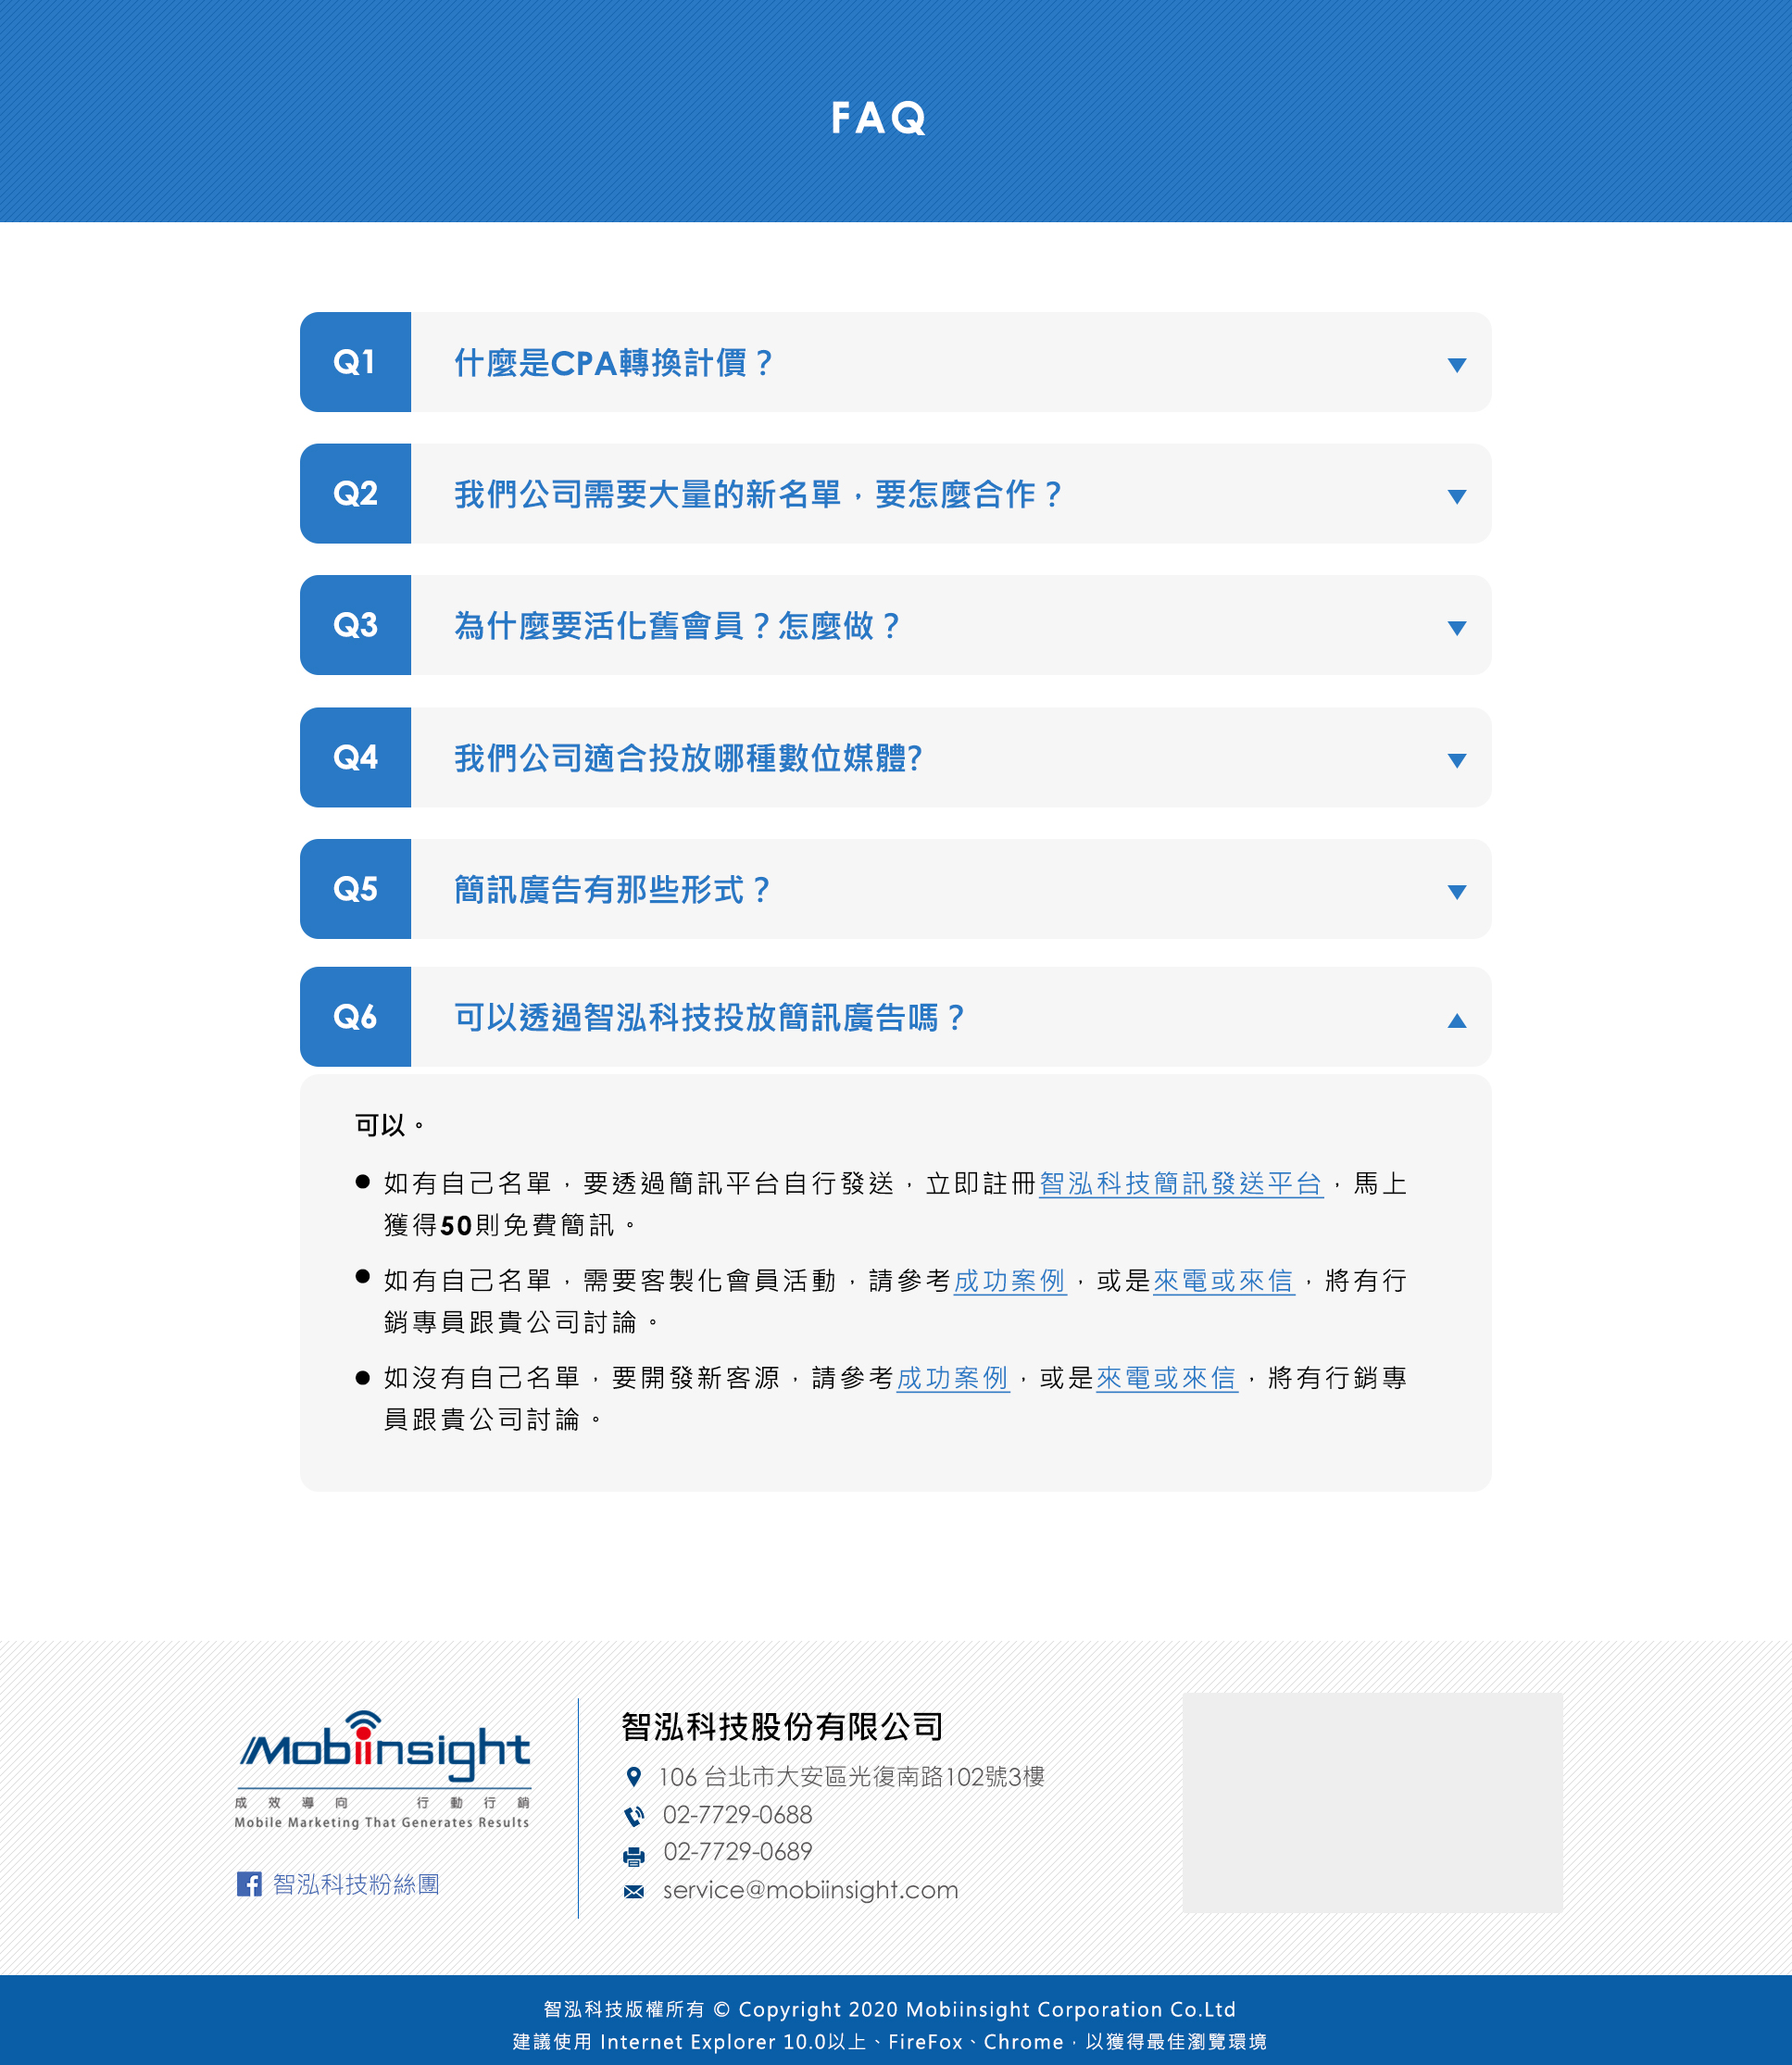 FAQ
Q1 什麼是CPA轉換計價？
Q2 我們公司需要大量的新名單，要怎麼合作？
Q3 為什麼要活化舊會員？怎麼做？
Q4 我們公司適合投放哪種數位媒體?
Q5 簡訊廣告有那些形式？
Q6 可以透過智泓科技投放簡訊廣告嗎？
可以。
● 如有自己名單，要透過簡訊平台自行發送，立即註冊智泓科技簡訊發送平台，馬上
獲得50則免費簡訊。
● 如有自己名單，需要客製化會員活動，請參考成功案例，或是來電或來信，將有行
銷專員跟貴公司討論。
● 如沒有自己名單，要開發新客源，請參考成功案例，或是來電或來信，將有行銷專
員跟貴公司討論。
Mobiinsight
成效導向 行動行銷
Mobile Marketing That Generates Results
智泓科技粉絲團
智泓科技股份有限公司
106 台北市大安區光復南路102號3樓
02-7729-0688
02-7729-0689
service@mobiinsight.com
智泓科技版權所有 © Copyright 2020 Mobiinsight Corporation Co.Ltd
建議使用 Internet Explorer 10.0以上、FireFox、Chrome，以獲得最佳瀏覽環境